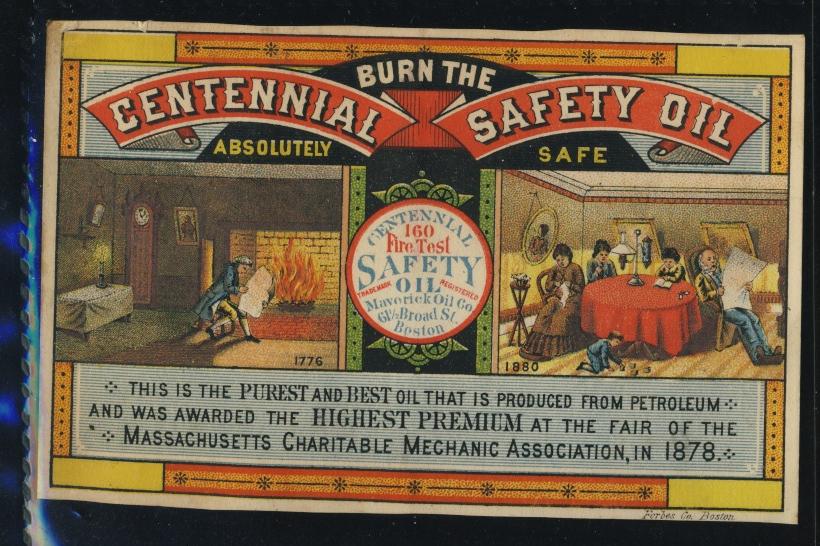 BURN THE
CENTENNIAL SAFETY OIL
ABSOLUTELY SAFE
CENTENNIAL
160
Fire Test
SAFETY
OIL
TRADEMARK REGISTERED
Maverick Oil Co
61½ Broad St.
Boston
1776
1880
THIS IS THE PUREST AND BEST OIL THAT IS PRODUCED FROM PETROLEUM
AND WAS AWARDED THE HIGHEST PREMIUM AT THE FAIR OF THE
MASSACHUSETTS CHARITABLE MECHANIC ASSOCIATION, IN 1878.
Forbes Co. Boston